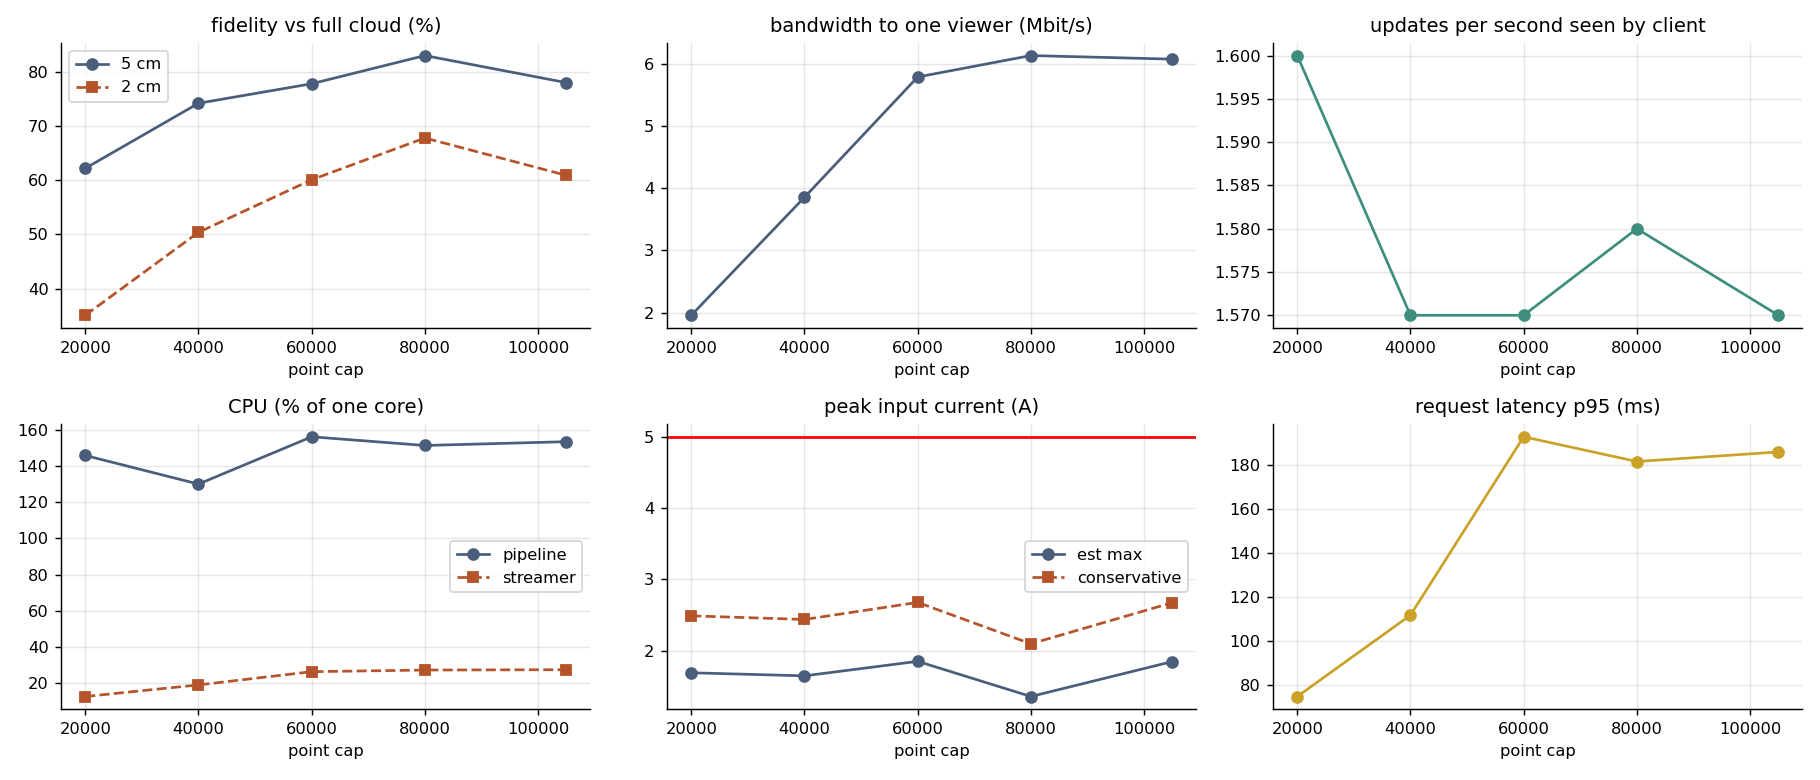 fidelity vs full cloud (%)
5 cm
2 cm
80
70
60
50
40
20000 40000 60000 80000 100000
point cap
bandwidth to one viewer (Mbit/s)
6
5
4
3
2
20000 40000 60000 80000 100000
point cap
updates per second seen by client
1.600
1.595
1.590
1.585
1.580
1.575
1.570
20000 40000 60000 80000 100000
point cap
CPU (% of one core)
160
140
120
100
80
60
40
20
pipeline
streamer
20000 40000 60000 80000 100000
point cap
peak input current (A)
5
4
3
2
est max
conservative
20000 40000 60000 80000 100000
point cap
request latency p95 (ms)
180
160
140
120
100
80
20000 40000 60000 80000 100000
point cap